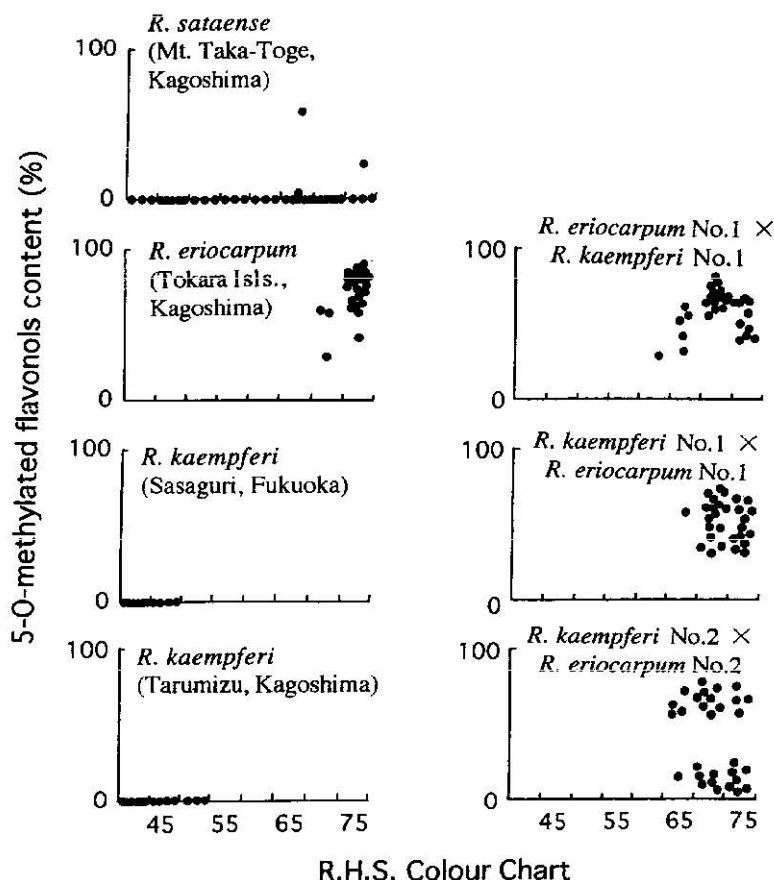 5-O-methylated flavonols content (%)
R. sataense
(Mt. Taka-Toge,
Kagoshima)
100
0
R. eriocarpum
(Tokara Isls.,
Kagoshima)
100
0
R. eriocarpum No.1 ×
R. kaempferi No.1
100
0
R. kaempferi
(Sasaguri, Fukuoka)
100
0
R. kaempferi No.1 ×
R. eriocarpum No.1
100
0
R. kaempferi
(Tarumizu, Kagoshima)
100
0
45 55 65 65 75
R. kaempferi No.2 ×
R. eriocarpum No.2
100
0
45 55 65 65 75
R.H.S. Colour Chart